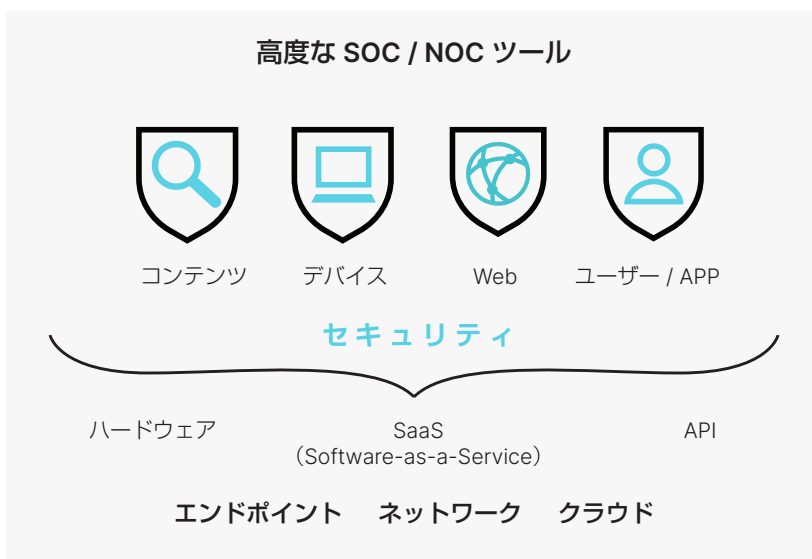 高度な SOC / NOC ツール
コンテンツ デバイス Web ユーザー / APP
セキュリティ
ハードウェア SaaS API
（Software-as-a-Service）
エンドポイント ネットワーク クラウド